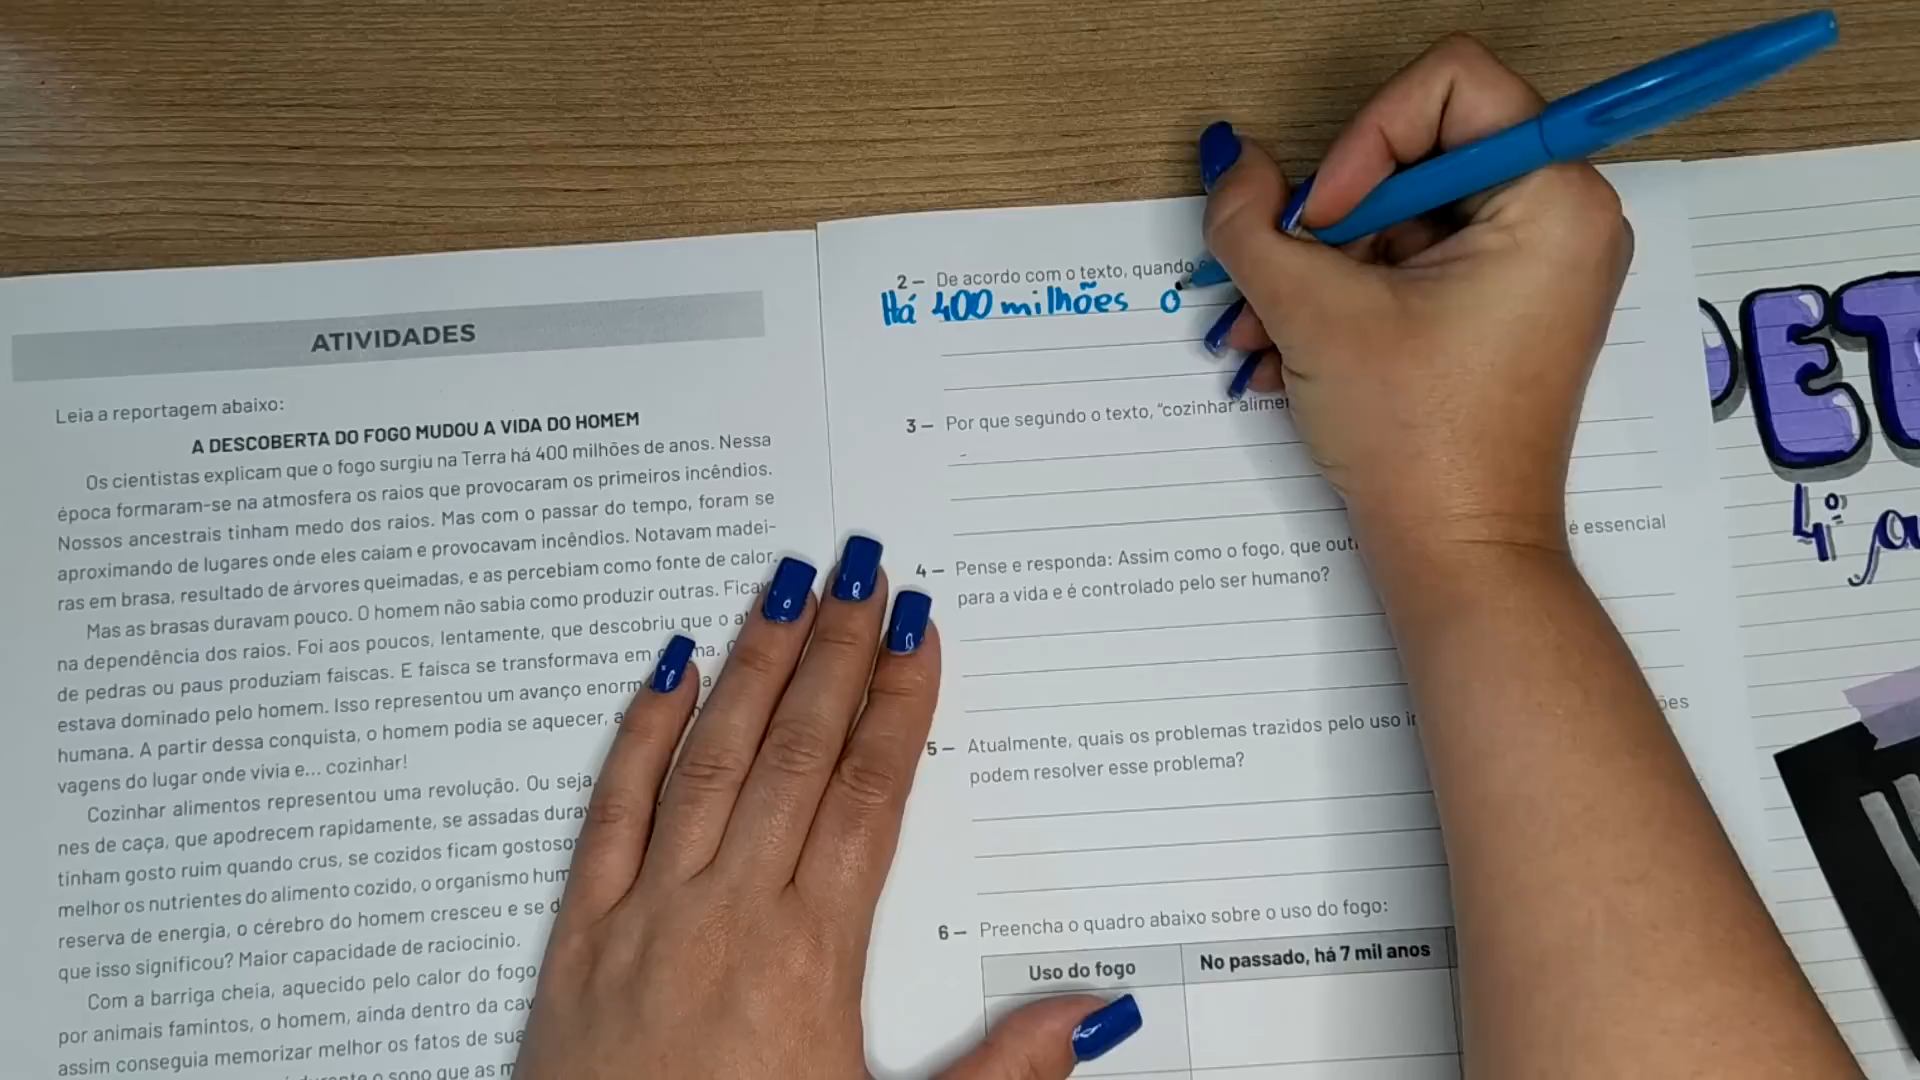 ATIVIDADES
Leia a reportagem abaixo:
A DESCOBERTA DO FOGO MUDOU A VIDA DO HOMEM
Os cientistas explicam que o fogo surgiu na Terra há 400 milhões de anos. Nessa
época formaram-se na atmosfera os raios que provocaram os primeiros incêndios.
Nossos ancestrais tinham medo dos raios. Mas com o passar do tempo, foram se
aproximando de lugares onde eles caiam e provocavam incêndios. Notavam madei-
ras em brasa, resultado de árvores queimadas, e as percebiam como fonte de calor.
Mas as brasas duravam pouco. O homem não sabia como produzir outras.
na dependência dos raios. Foi aos poucos, lentamente, que descobriu que o
de pedras ou paus produziam faiscas. E faisca se transformava em
estava dominado pelo homem. Isso representou um avanço
humana. A partir dessa conquista, o homem podia se aquecer,
vagens do lugar onde vivia e... cozinhar!
Cozinhar alimentos representou uma revolução. Ou seja,
nes de caça, que apodrecem rapidamente, se assadas
tinham gosto ruim quando crus, se cozidos ficam
melhor os nutrientes do alimento cozido, o organismo
reserva de energia, o cérebro do homem cresceu e se
que isso significou? Maior capacidade de raciocínio.
Com a barriga cheia, aquecido pelo calor do fogo
por animais famintos, o homem, ainda dentro da
assim conseguia memorizar melhor os fatos de
o sono que as
2 — De acordo com o texto, quando
Há 400 milhões o
3 — Por que segundo o texto, "cozinhar
4 — Pense e responda: Assim como o fogo, que
é essencial
para a vida e é controlado pelo ser humano?
5 — Atualmente, quais os problemas trazidos pelo uso
podem resolver esse problema?
6 — Preencha o quadro abaixo sobre o uso do fogo:
Uso do fogo
No passado, há 7 mil anos
ET
4º a